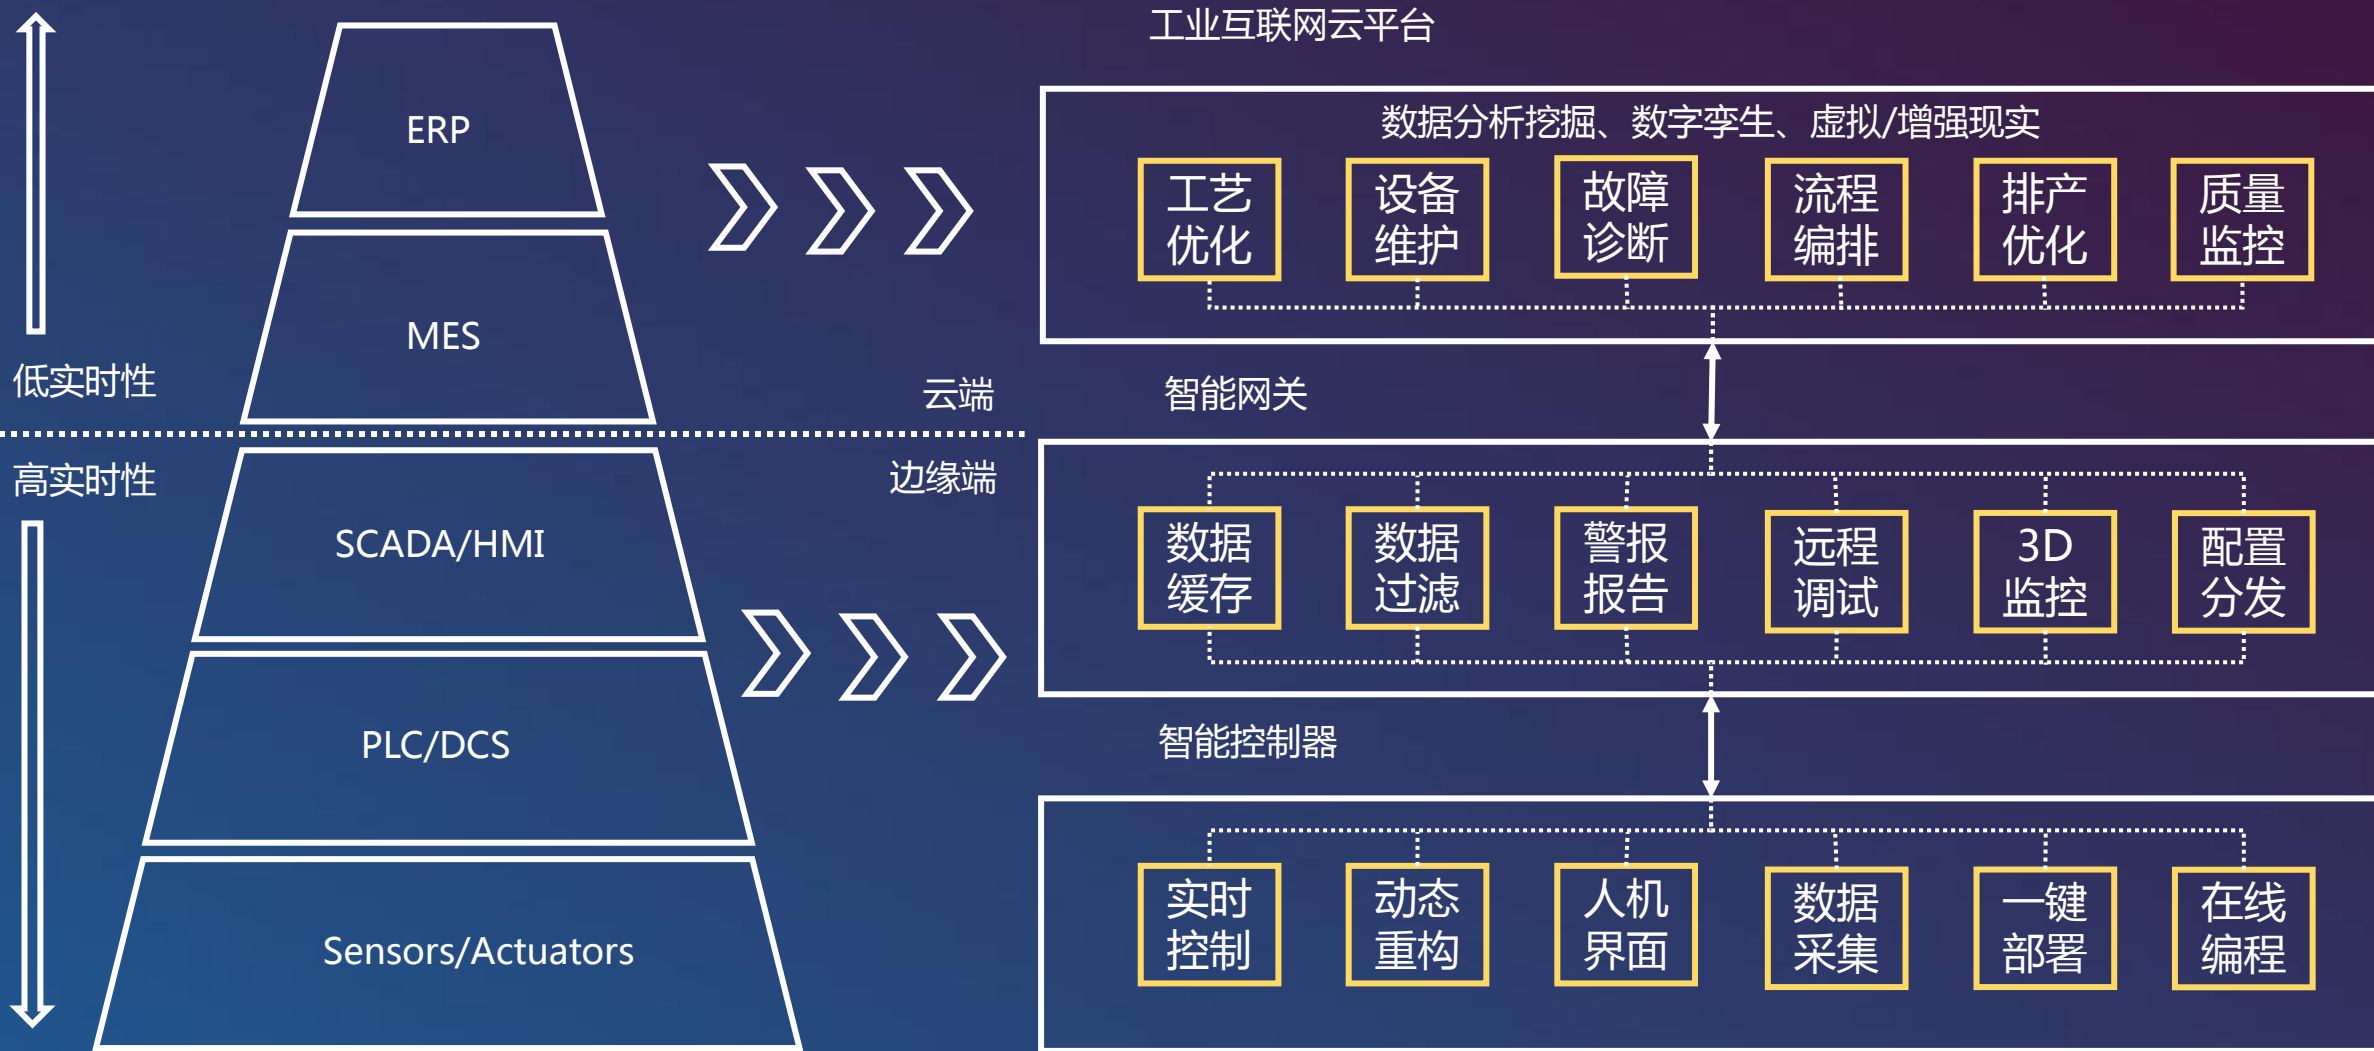 工业互联网云平台
数据分析挖掘、数字孪生、虚拟/增强现实
ERP
工艺
优化
设备
维护
故障
诊断
流程
编排
排产
优化
质量
监控
MES
低实时性
云端
智能网关
高实时性
边缘端
SCADA/HMI
数据
缓存
数据
过滤
警报
报告
远程
调试
3D
监控
配置
分发
PLC/DCS
智能控制器
Sensors/Actuators
实时
控制
动态
重构
人机
界面
数据
采集
一键
部署
在线
编程